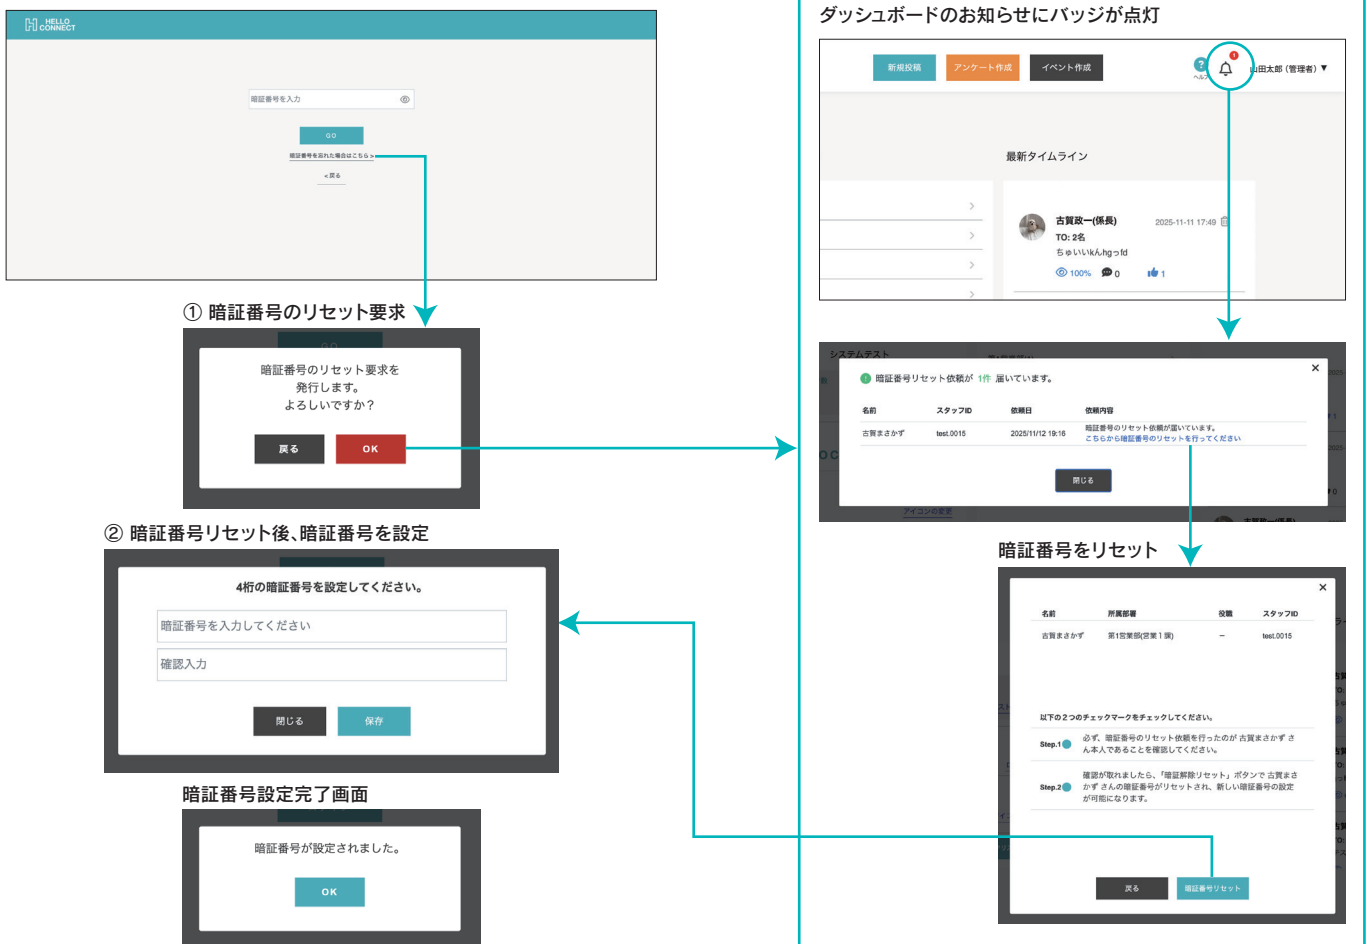 HELLO
CONNECT
暗証番号を入力
GO
暗証番号を忘れた場合はこちら >
< 戻る
① 暗証番号のリセット要求
GO
暗証番号のリセット要求を
発行します。
よろしいですか？
戻る
OK
② 暗証番号リセット後、暗証番号を設定
4桁の暗証番号を設定してください。
暗証番号を入力してください
確認入力
閉じる
保存
暗証番号設定完了画面
暗証番号が設定されました。
OK
ダッシュボードのお知らせにバッジが点灯
新規投稿
アンケート作成
イベント作成
?
ヘルプ
1
山田太郎（管理者）▼
最新タイムライン
古賀政一(係長)
2025-11-11 17:49
TO: 2名
ちゅいいkんhgっfd
100%
0
1
システムテスト
暗証番号リセット依頼が 1件 届いています。
×
名前
スタッフID
依頼日
依頼内容
古賀まさかず
test.0015
2025/11/12 19:16
暗証番号のリセット依頼が届いています。
こちらから暗証番号のリセットを行ってください
閉じる
アイコンの変更
暗証番号をリセット
×
名前
所属部署
役職
スタッフID
古賀まさかず
第1営業部(営業１課)
ー
test.0015
以下の２つのチェックマークをチェックしてください。
Step.1
必ず、暗証番号のリセット依頼を行ったのが 古賀まさかず さ
ん本人であることを確認してください。
Step.2
確認が取れましたら、「暗証解除リセット」ボタンで 古賀まさ
かず さんの暗証番号がリセットされ、新しい暗証番号の設定
が可能になります。
戻る
暗証番号リセット